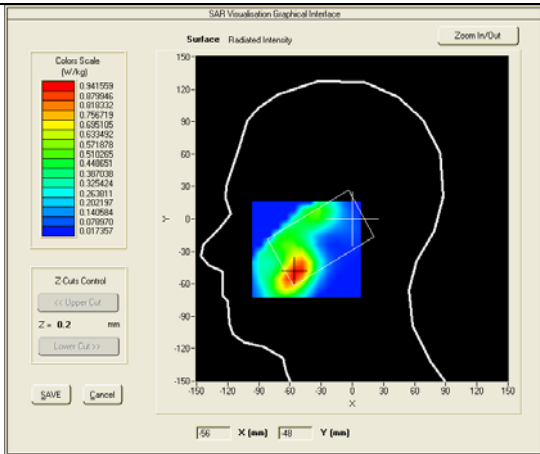 SAR Visualisation Graphical Interface
Surface Radiated Intensity
Zoom In/Out
Colors Scale
(W/kg)
0.941559
0.879946
0.818332
0.756719
0.695105
0.633492
0.571878
0.510265
0.448651
0.387038
0.325424
0.263811
0.202197
0.140584
0.078970
0.017357
150
120
90
60
30
0
-30
-60
-90
-120
-150
Y
-150 -120 -90 -60 -30 0 30 60 90 120 150
X
Z-Cuts Control
<< Upper Cut
Z = 0.2 mm
Lower Cut >>
SAVE Cancel
-56 X (mm) -48 Y (mm)